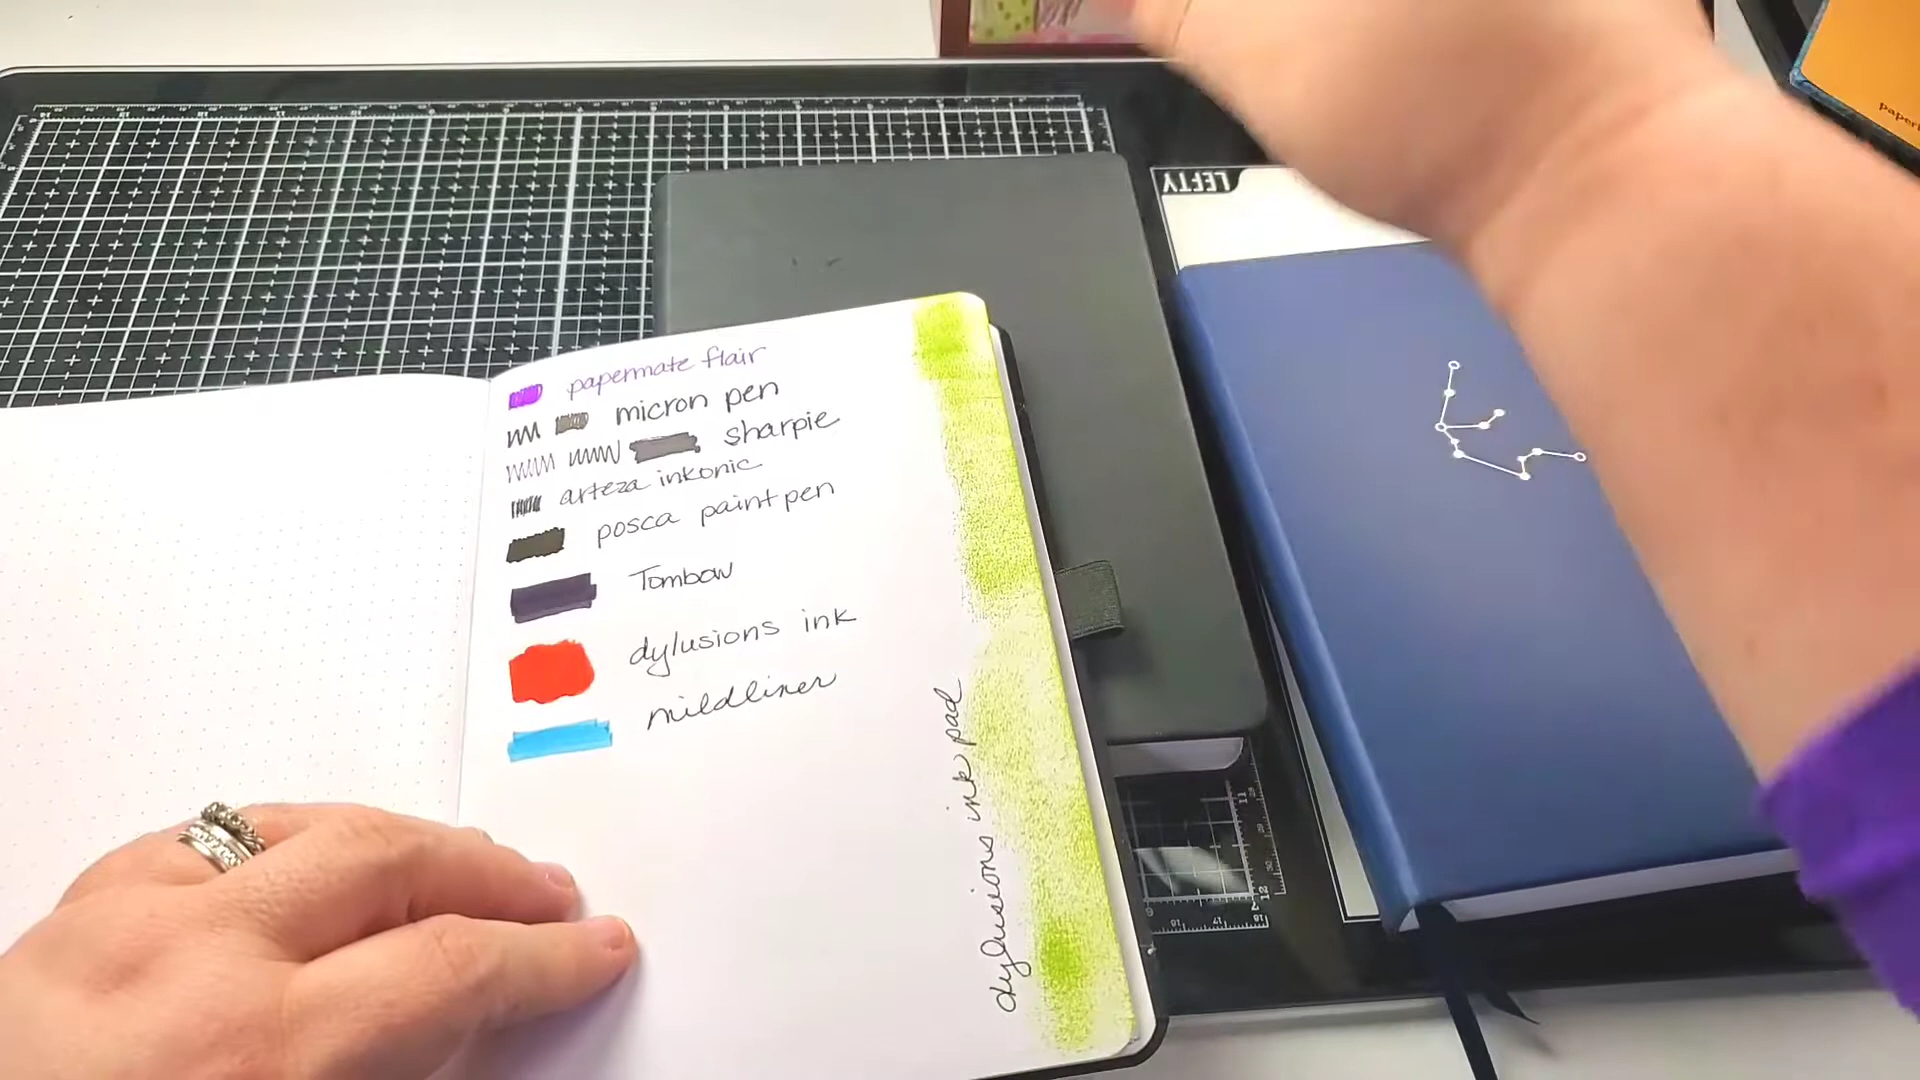 papermate flair
micron pen
sharpie
arteza inkonic
posca paint pen
Tombow
dylusions ink
mildliner
dylusions ink pad
LEFTY